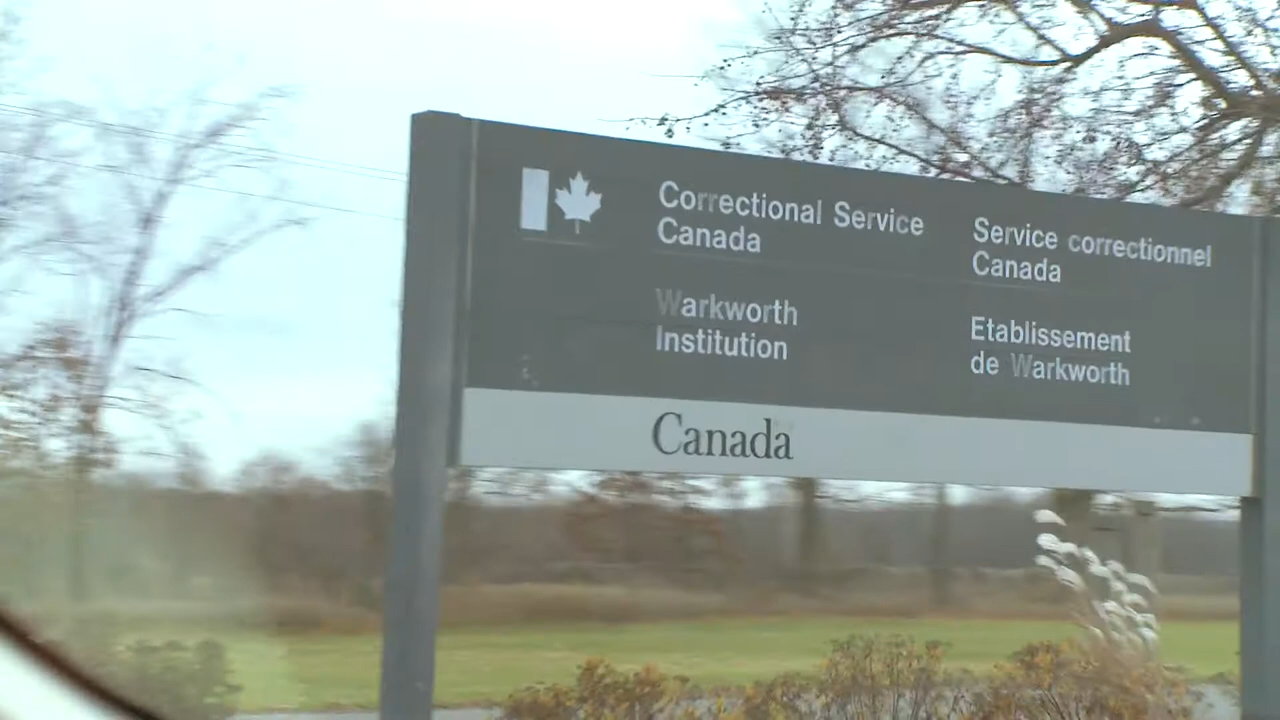 Correctional Service
Canada
Service correctionnel
Canada
Warkworth
Institution
Etablissement
de Warkworth
Canada